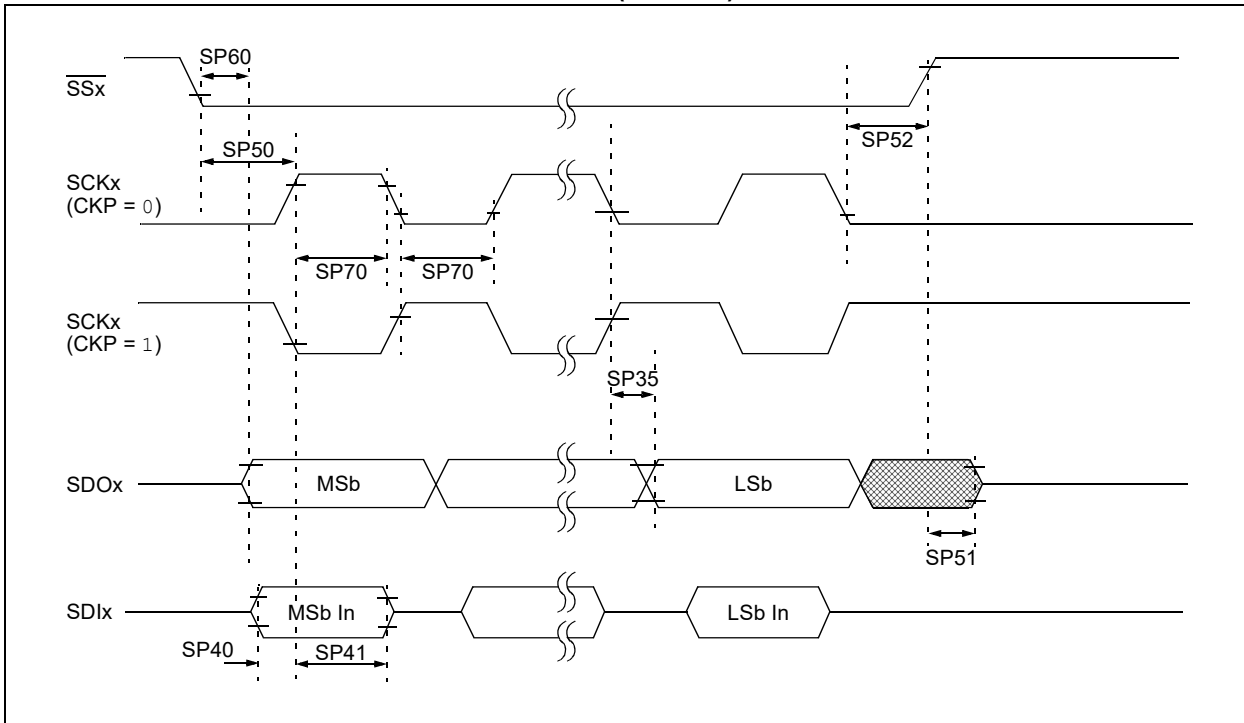 SP60
SSx
SP52
SP50
SCKx
(CKP = 0)
SP70
SP70
SCKx
(CKP = 1)
SP35
SDOx
MSb
LSb
SP51
SDIx
MSb In
LSb In
SP40
SP41